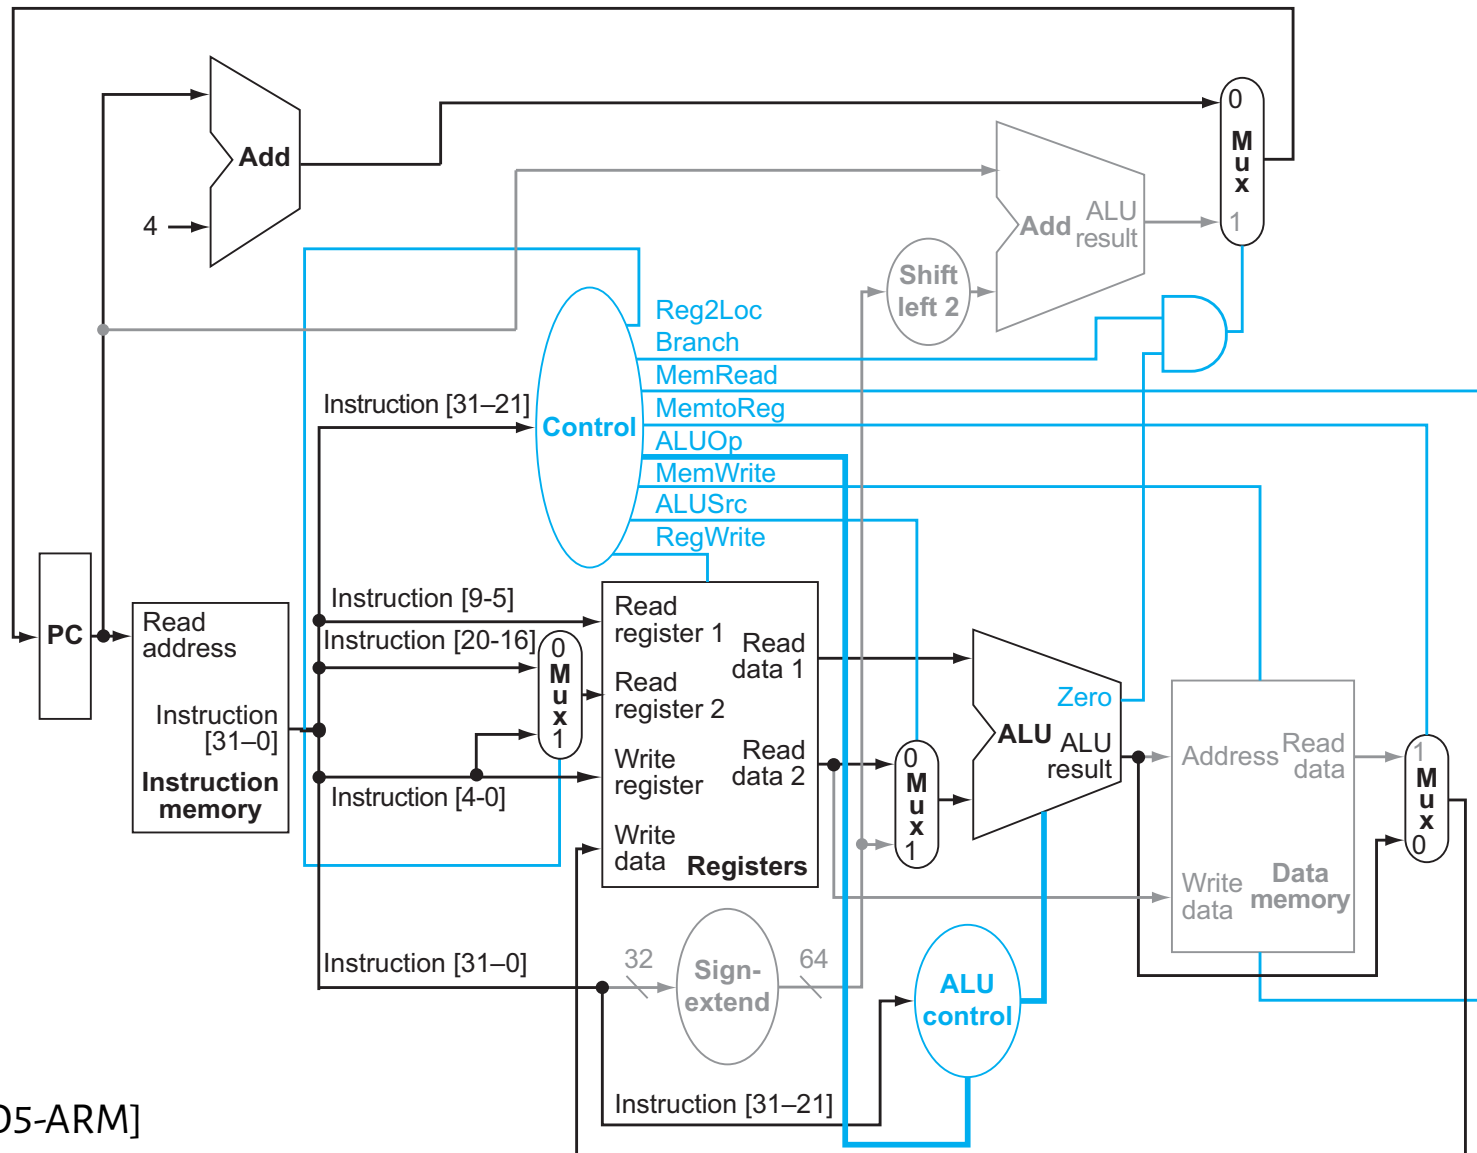 0
M
u
x
1
Add
4
Add
ALU
result
Shift
left 2
Reg2Loc
Branch
MemRead
MemtoReg
ALUOp
MemWrite
ALUSrc
RegWrite
Instruction [31–21]
Control
PC
Read
address
Instruction
[31–0]
Instruction
memory
Instruction [9-5]
Instruction [20-16]
Instruction [4-0]
0
M
u
x
1
Read
register 1
Read
register 2
Write
register
Write
data
Read
data 1
Read
data 2
Registers
0
M
u
x
1
Zero
ALU
ALU
result
Address
Read
data
Write
data
Data
memory
1
M
u
x
0
Instruction [31–0]
32
Sign-
extend
64
ALU
control
Instruction [31–21]
D5-ARM]